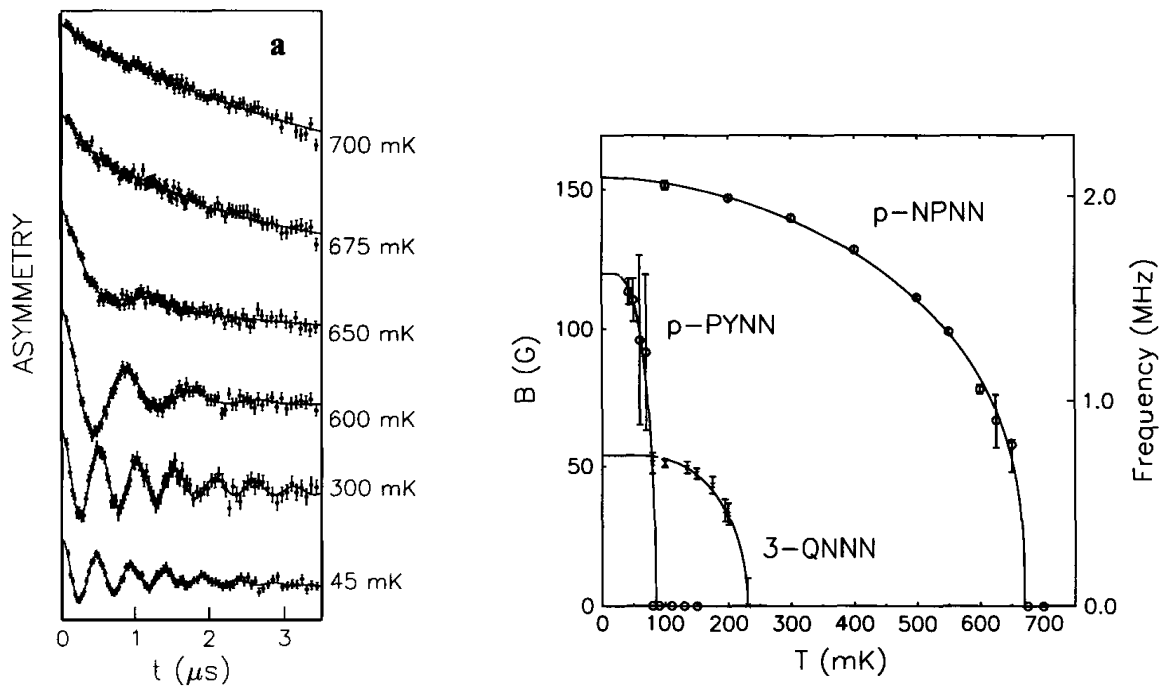 a
ASYMMETRY
700 mK
675 mK
650 mK
600 mK
300 mK
45 mK
0 1 2 3
t (μs)
B (G)
150
100
50
0
p-NPNN
p-PYNN
3-QNNN
2.0
1.0
0.0
Frequency (MHz)
0 100 200 300 400 500 600 700
T (mK)